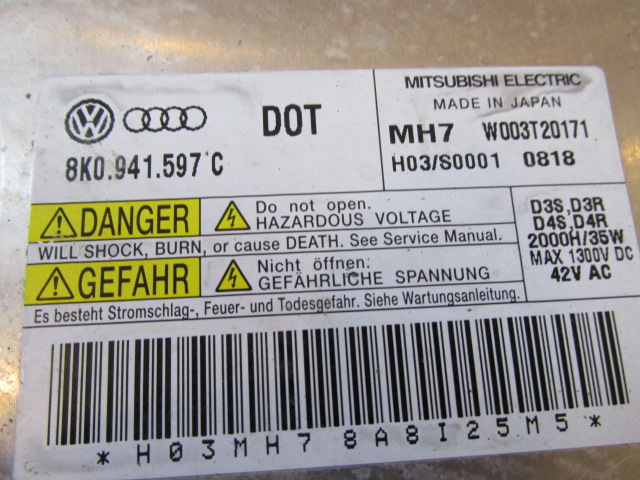 DOT
8K0.941.597 C
MITSUBISHI ELECTRIC
MADE IN JAPAN
MH7 W003T20171
H03/S0001 0818
DANGER
Do not open.
HAZARDOUS VOLTAGE
WILL SHOCK, BURN, or cause DEATH. See Service Manual.
GEFAHR
Nicht öffnen:
GEFÄHRLICHE SPANNUNG
Es besteht Stromschlag-, Feuer- und Todesgefahr. Siehe Wartungsanleitung.
D3S, D3R
D4S, D4R
2000H/35W
MAX 1300V DC
42V AC
*H03MH78A8I25M5*